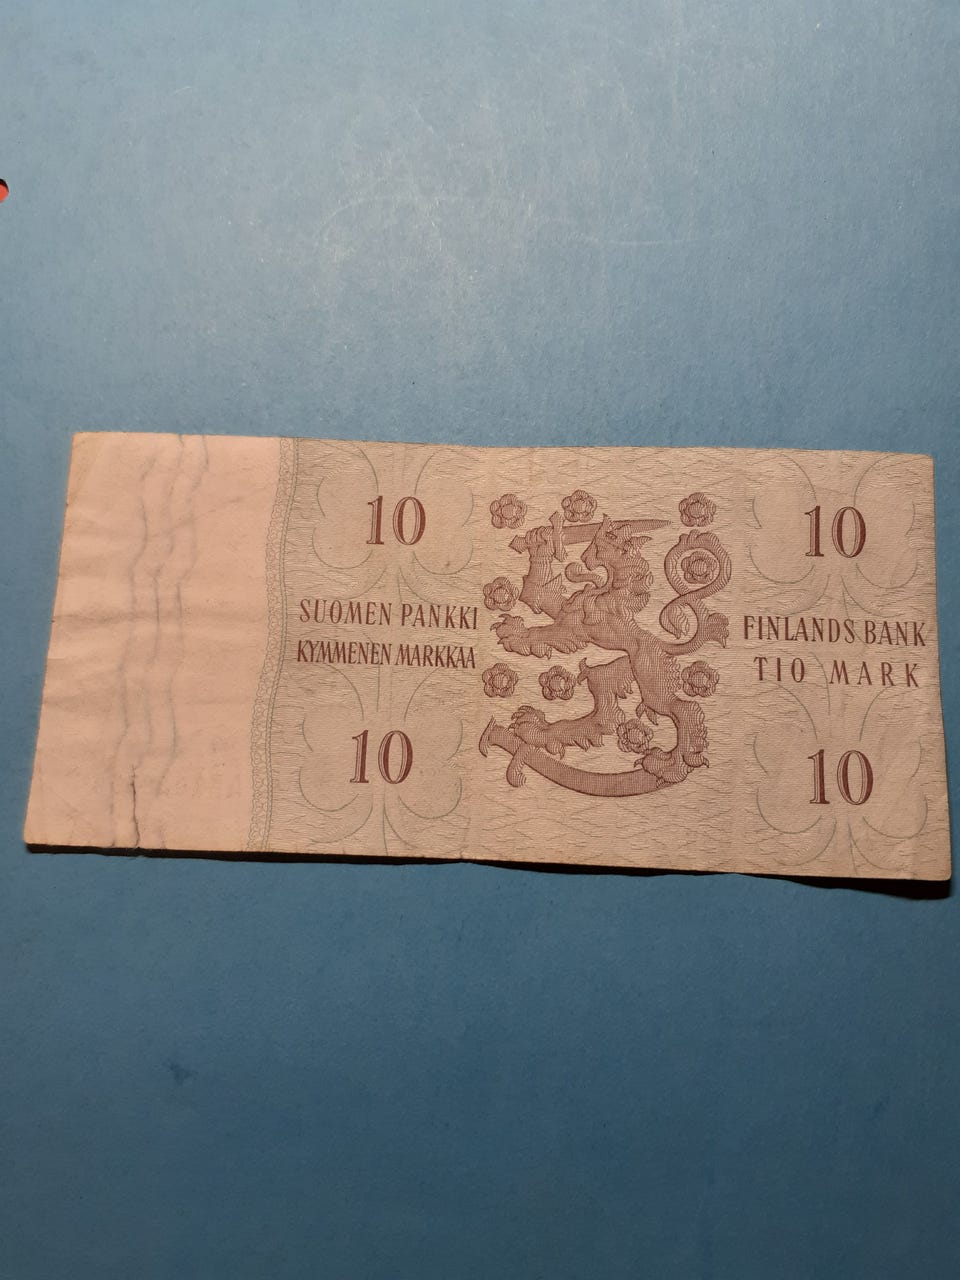 10
10
SUOMEN PANKKI
KYMMENEN MARKKAA
FINLANDS BANK
TIO MARK
10
10